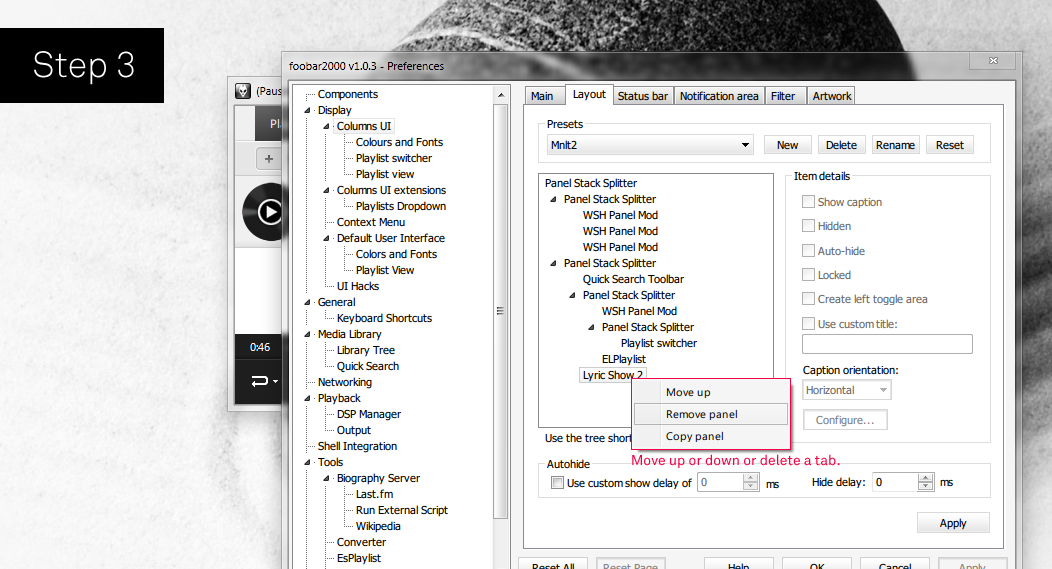 Step 3
foobar2000 v1.0.3 - Preferences
(Paus
Pl
0:46
Components
Display
Columns UI
Colours and Fonts
Playlist switcher
Playlist view
Columns UI extensions
Playlists Dropdown
Context Menu
Default User Interface
Colors and Fonts
Playlist View
UI Hacks
General
Keyboard Shortcuts
Media Library
Library Tree
Quick Search
Networking
Playback
DSP Manager
Output
Shell Integration
Tools
Biography Server
Last.fm
Run External Script
Wikipedia
Converter
EsPlaylist
Main Layout Status bar Notification area Filter Artwork
Presets
Mnlt2 New Delete Rename Reset
Panel Stack Splitter
Panel Stack Splitter
WSH Panel Mod
WSH Panel Mod
WSH Panel Mod
Panel Stack Splitter
Quick Search Toolbar
Panel Stack Splitter
WSH Panel Mod
Panel Stack Splitter
Playlist switcher
ELPlaylist
Lyric Show 2
Move up
Remove panel
Copy panel
Item details
Show caption
Hidden
Auto-hide
Locked
Create left toggle area
Use custom title:
Caption orientation:
Horizontal
Configure...
Use the tree short
Move up or down or delete a tab.
Autohide
Use custom show delay of 0 ms Hide delay: 0 ms
Apply
Reset All Reset Page Help OK Cancel Apply